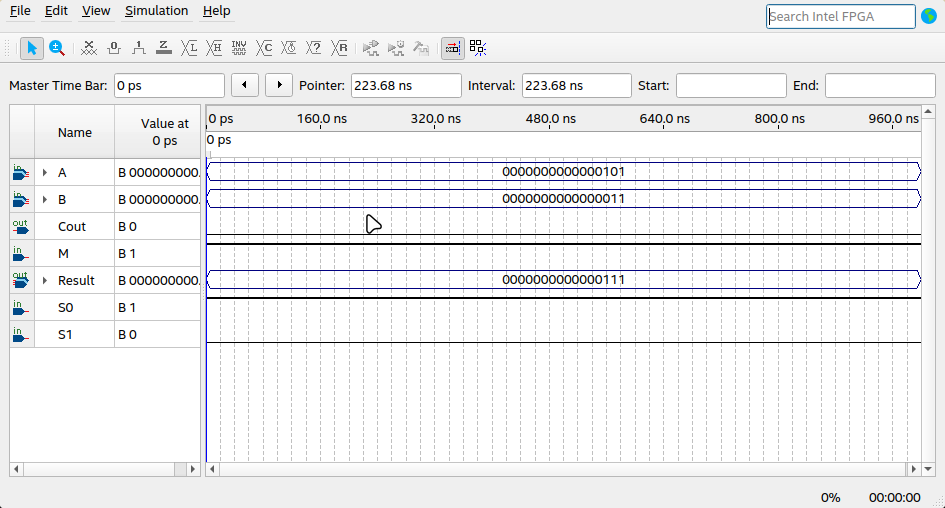 File Edit View Simulation Help Search Intel FPGA
Master Time Bar: 0 ps Pointer: 223.68 ns Interval: 223.68 ns Start: End:
Name Value at 0 ps
0 ps 160.0 ns 320.0 ns 480.0 ns 640.0 ns 800.0 ns 960.0 ns
0 ps
in A B 000000000. 0000000000000101
in B B 000000000. 0000000000000011
out Cout B 0
in M B 1
out Result B 000000000. 0000000000000111
in S0 B 1
in S1 B 0
0% 00:00:00